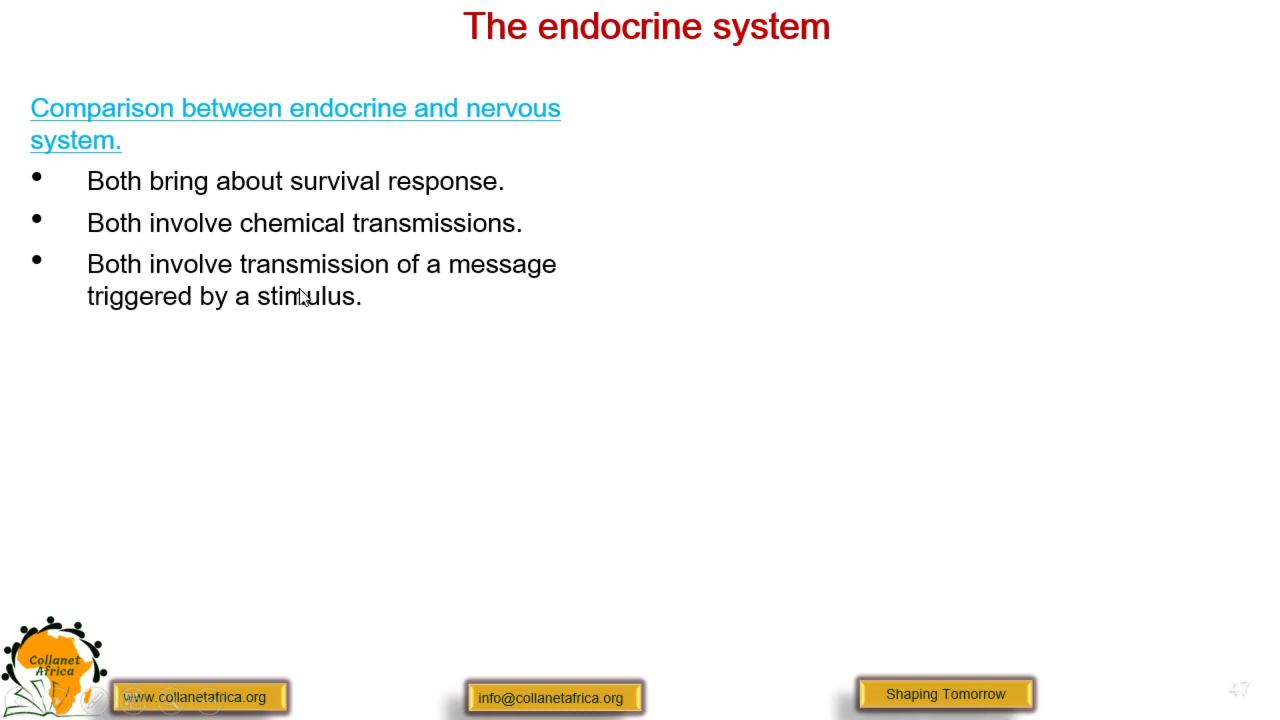 The endocrine system
Comparison between endocrine and nervous
system.
• Both bring about survival response.
• Both involve chemical transmissions.
• Both involve transmission of a message
triggered by a stimulus.
Collanet
Africa
www.collanetafrica.org
info@collanetafrica.org
Shaping Tomorrow
47